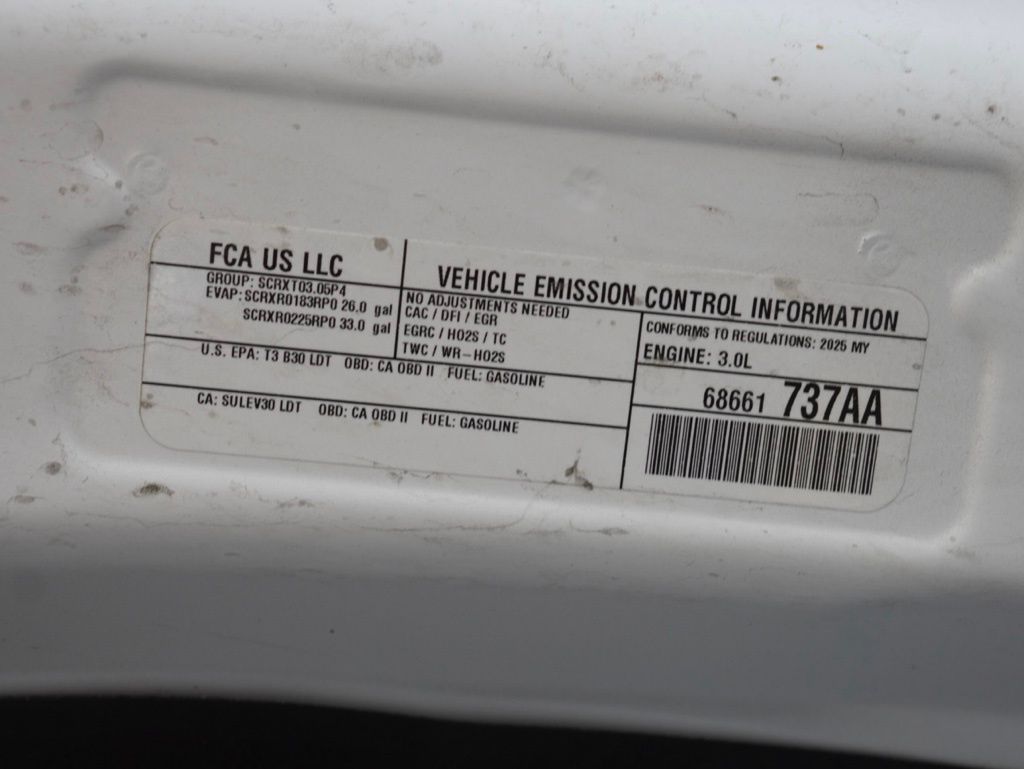 FCA US LLC
GROUP: SCRXT03.05P4
EVAP: SCRXR0183RP0 26.0 gal
SCRXR0225RP0 33.0 gal
VEHICLE EMISSION CONTROL INFORMATION
NO ADJUSTMENTS NEEDED
CAC / DFI / EGR
EGRC / HO2S / TC
TWC / WR-HO2S
CONFORMS TO REGULATIONS: 2025 MY
ENGINE: 3.0L
U.S. EPA: T3 B30 LDT OBD: CA OBD II FUEL: GASOLINE
CA: SULEV30 LDT OBD: CA OBD II FUEL: GASOLINE
68661 737AA